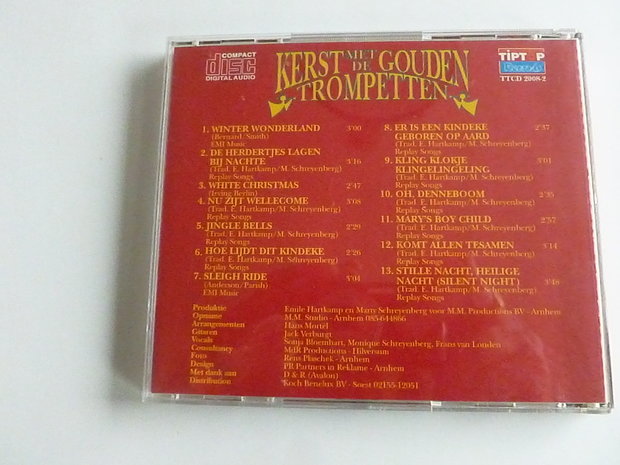 COMPACT
disc
DIGITAL AUDIO
KERST MET DE GOUDEN
TROMPETTEN
TIPTOP
Records
TTCD 2008-2
1. WINTER WONDERLAND 3'00
(Bernard/Smith)
EMI Music
2. DE HERDERTJES LAGEN
BIJ NACHTE 3'16
(Trad. E. Hartkamp/M. Schreyenberg)
Replay Songs
3. WHITE CHRISTMAS 2'47
(Irving Berlin)
4. NU ZIJT WELLECOME 3'08
(Trad. E. Hartkamp/M. Schreyenberg)
Replay Songs
5. JINGLE BELLS 2'20
(Trad. E. Hartkamp/M. Schreyenberg)
Replay Songs
6. HOE LIJDT DIT KINDEKE 2'26
(Trad. E. Hartkamp/M. Schreyenberg)
Replay Songs
7. SLEIGH RIDE 3'04
(Anderson/Parish)
EMI Music
8. ER IS EEN KINDEKE 2'37
GEBOREN OP AARD
(Trad. E. Hartkamp/M. Schreyenberg)
Replay Songs
9. KLING KLOKJE 3'01
KLINGELINGELING
(Trad. E. Hartkamp/M. Schreyenberg)
Replay Songs
10. OH, DENNEBOOM 2'35
(Trad. E. Hartkamp/M. Schreyenberg)
Replay Songs
11. MARY'S BOY CHILD 2'57
(Trad. E. Hartkamp/M. Schreyenberg)
Replay Songs
12. KOMT ALLEN TESAMEN 3'14
(Trad. E. Hartkamp/M. Schreyenberg)
Replay Songs
13. STILLE NACHT, HEILIGE
NACHT (SILENT NIGHT) 3'48
(Trad. E. Hartkamp/M. Schreyenberg)
Replay Songs
Produktie Emile Hartkamp en Marty Schreyenberg voor M.M. Productions BV - Arnhem
Opname M.M. Studio - Arnhem 085-644866
Arrangementen Hans Mortél
Gitaren Jack Verburgt
Vocals Sonja Bloemhart, Monique Schreyenberg, Frans van Londen
Consultancy MdR Productions - Hilversum
Foto Rens Plaschek - Arnhem
Design PR Partners in Reklame - Arnhem
Met dank aan D & R (Avalon)
Distribution Koch Benelux BV - Soest 02155-12051